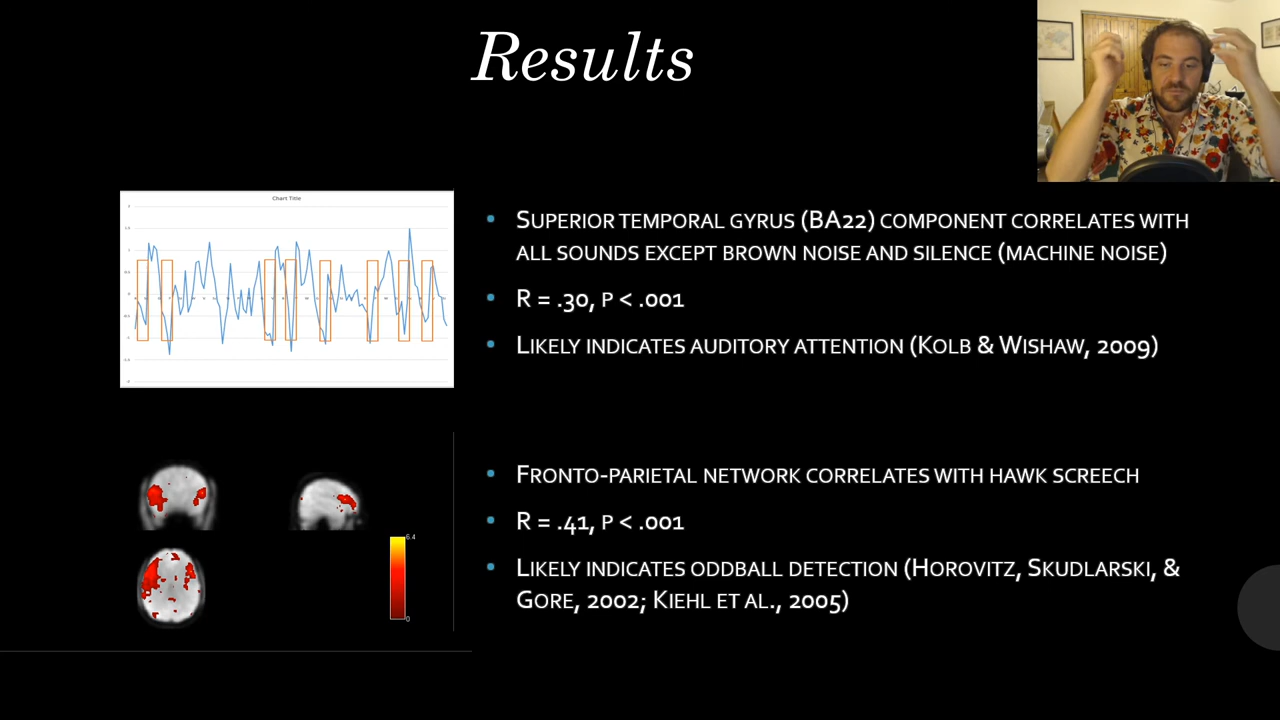 Results
Chart Title
Superior temporal gyrus (BA22) component correlates with
all sounds except brown noise and silence (machine noise)
R = .30, p < .001
Likely indicates auditory attention (Kolb & Wishaw, 2009)
Fronto-parietal network correlates with hawk screech
R = .41, p < .001
Likely indicates oddball detection (Horovitz, Skudlarski, &
Gore, 2002; Kiehl et al., 2005)
6.4
0